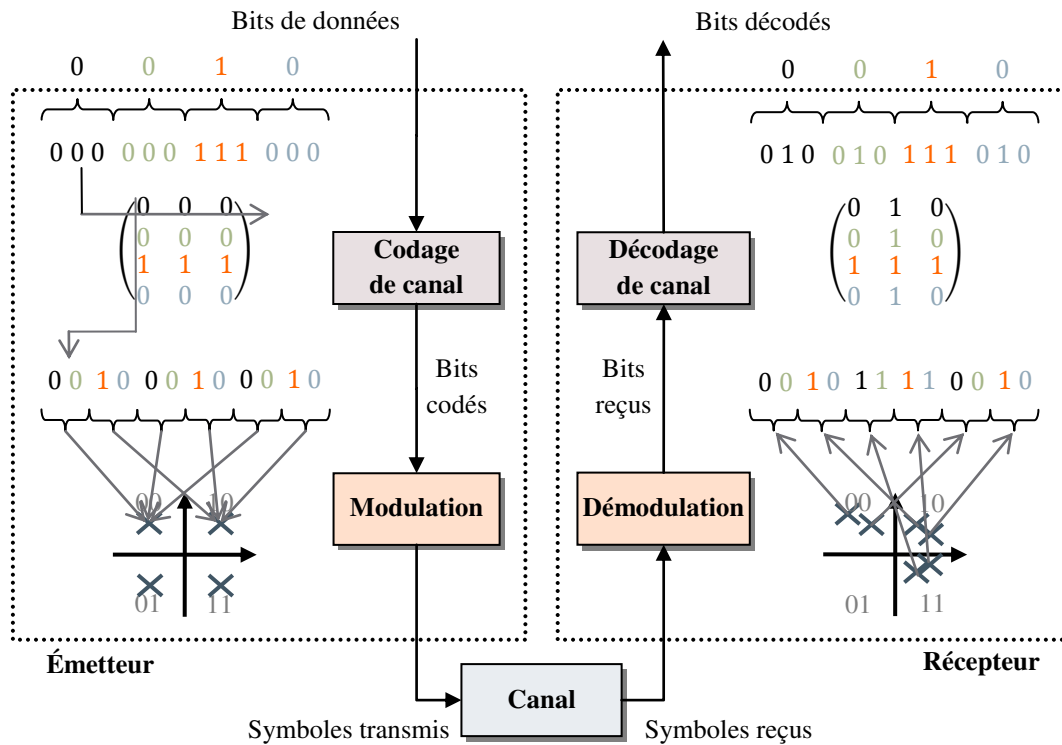 Bits de données
Bits décodés
0 0 1 0
0 0 1 0
0 0 0 0 0 0 1 1 1 0 0 0
0 1 0 0 1 0 1 1 1 0 1 0
0 0 0
0 0 0
1 1 1
0 0 0
Codage
de canal
Décodage
de canal
0 1 0
0 1 0
1 1 1
0 1 0
0 0 1 0 0 0 1 0 0 0 1 0
Bits
codés
Bits
reçus
0 0 1 0 1 1 1 1 0 0 1 0
00 10
01 11
Modulation
Démodulation
00 10
01 11
Émetteur
Récepteur
Canal
Symboles transmis
Symboles reçus